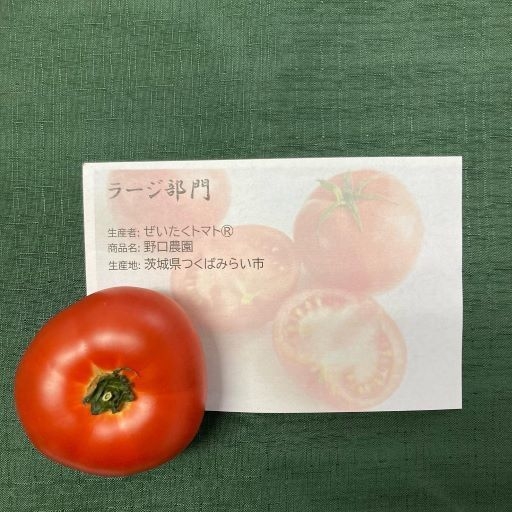 ラージ部門
生産者: ぜいたくトマト®
商品名: 野口農園
生産地: 茨城県つくばみらい市